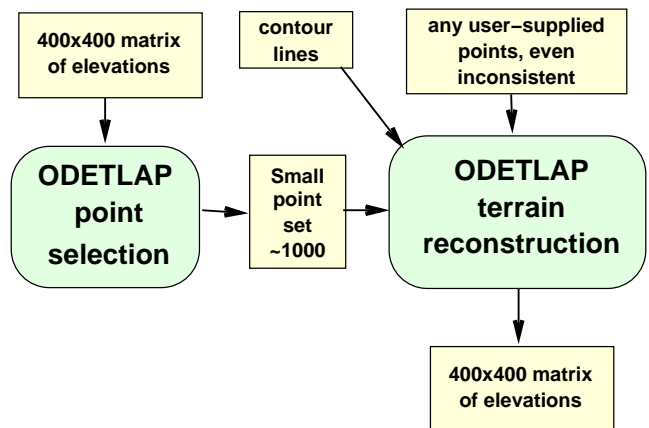 400x400 matrix
of elevations
contour
lines
any user−supplied
points, even
inconsistent
ODETLAP
point
selection
Small
point
set
~1000
ODETLAP
terrain
reconstruction
400x400 matrix
of elevations